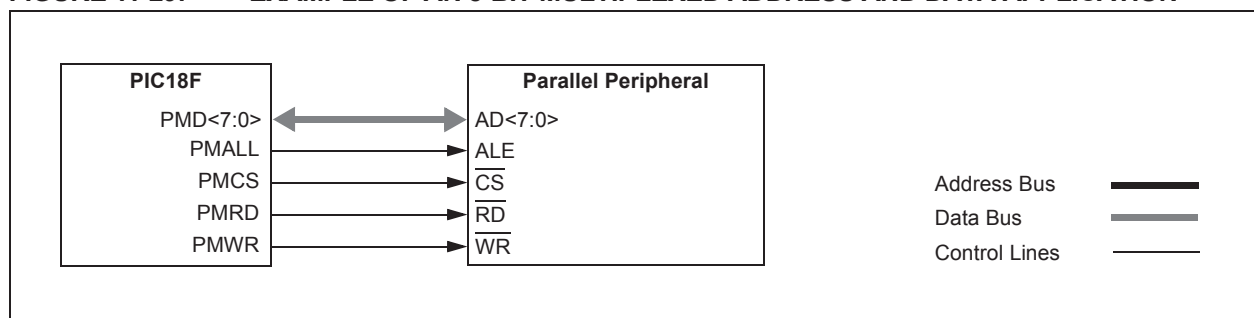 PIC18F
PMD<7:0>
PMALL
PMCS
PMRD
PMWR
Parallel Peripheral
AD<7:0>
ALE
CS
RD
WR
Address Bus
Data Bus
Control Lines